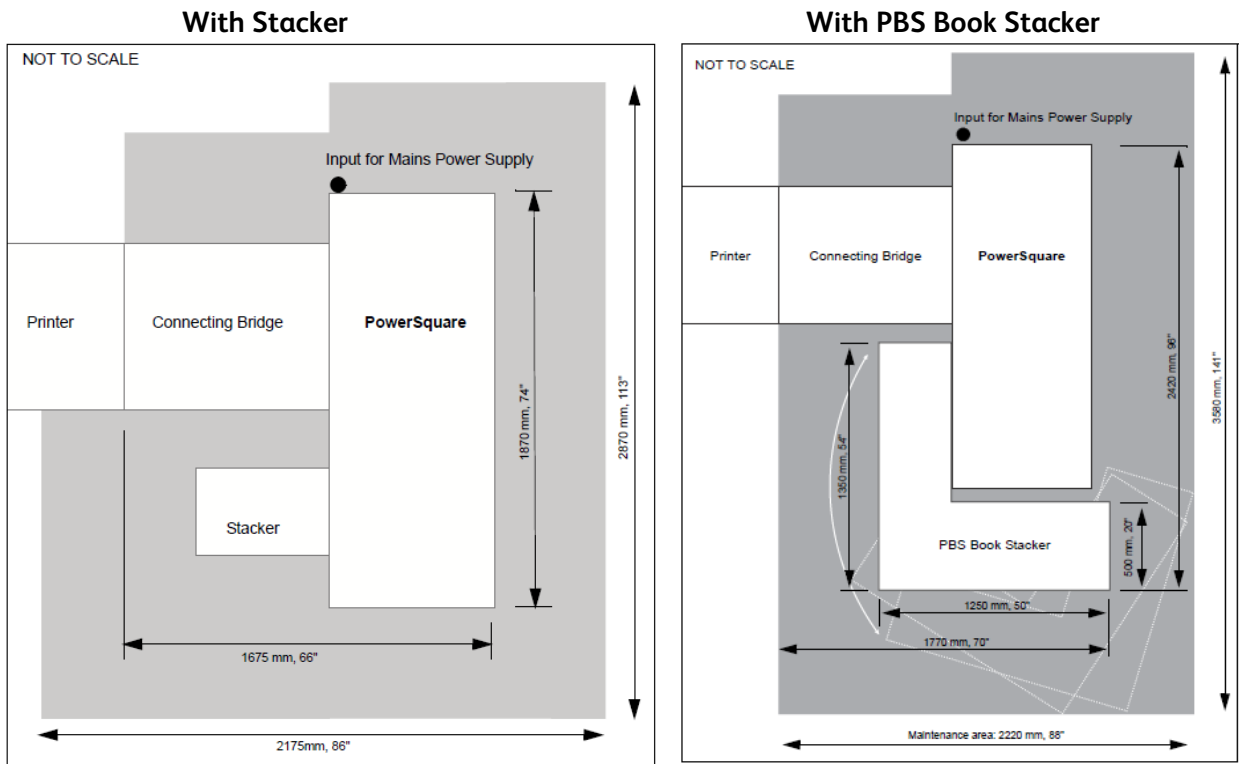 With Stacker
NOT TO SCALE
Input for Mains Power Supply
Printer
Connecting Bridge
PowerSquare
Stacker
1870 mm, 74"
2870 mm, 113"
1675 mm, 66"
2175mm, 86"
With PBS Book Stacker
NOT TO SCALE
Input for Mains Power Supply
Printer
Connecting Bridge
PowerSquare
2420 mm, 96"
3580 mm, 141"
1350 mm, 54"
PBS Book Stacker
500 mm, 20"
1250 mm, 50"
1770 mm, 70"
Maintenance area: 2220 mm, 88"